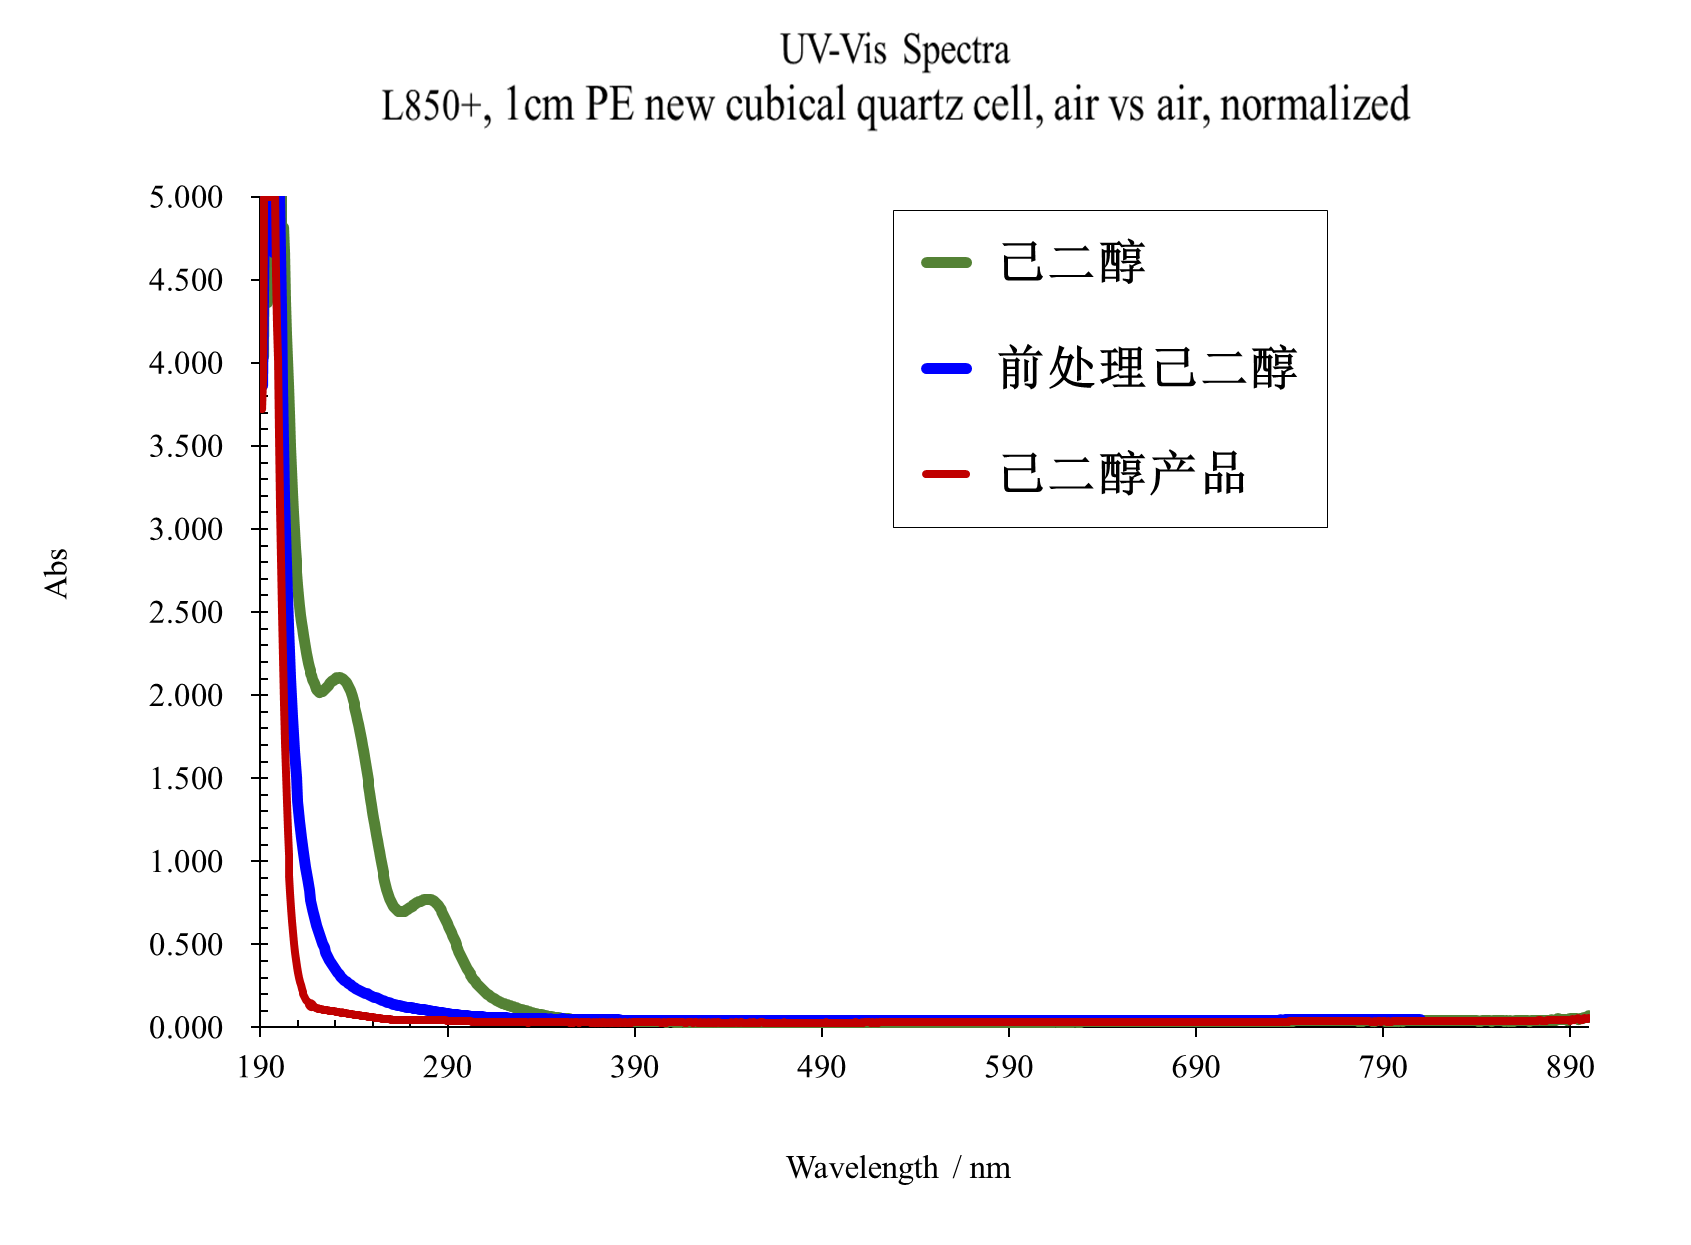 UV-Vis Spectra
L850+, 1cm PE new cubical quartz cell, air vs air, normalized
5.000
4.500
4.000
3.500
3.000
2.500
2.000
1.500
1.000
0.500
0.000
Abs
己二醇
前处理己二醇
己二醇产品
190 290 390 490 590 690 790 890
Wavelength / nm